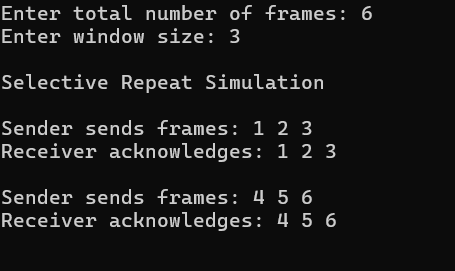 Enter total number of frames: 6
Enter window size: 3
Selective Repeat Simulation
Sender sends frames: 1 2 3
Receiver acknowledges: 1 2 3
Sender sends frames: 4 5 6
Receiver acknowledges: 4 5 6